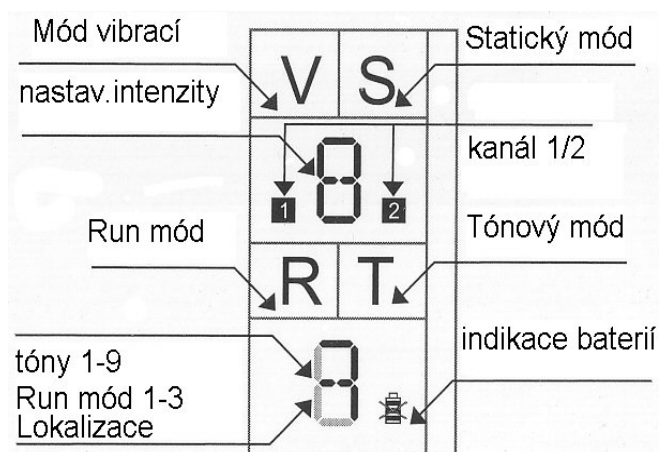 Mód vibrací
Statický mód
V S
nastav.intenzity
kanál 1/2
8
1 2
Run mód
Tónový mód
R T
indikace baterií
tóny 1-9
Run mód 1-3
Lokalizace